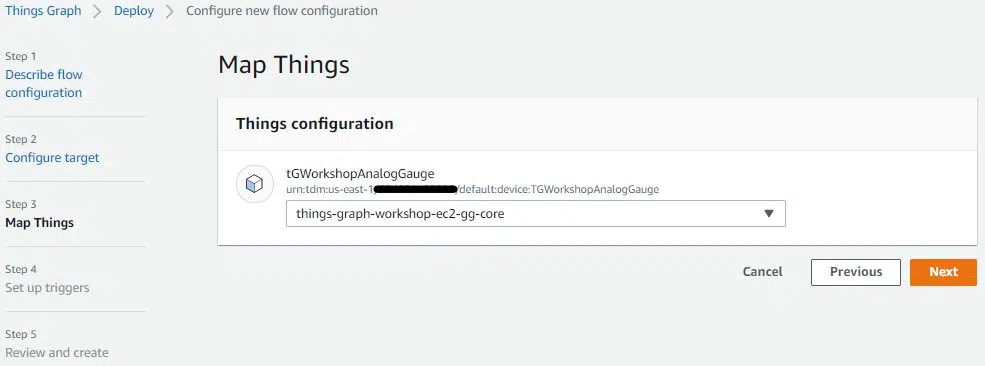 Things Graph > Deploy > Configure new flow configuration
Step 1
Describe flow
configuration
Step 2
Configure target
Step 3
Map Things
Step 4
Set up triggers
Step 5
Review and create
Map Things
Things configuration
tGWorkshopAnalogGauge
urn:tdm:us-east-1/default:device:TGWorkshopAnalogGauge
things-graph-workshop-ec2-gg-core
Cancel
Previous
Next